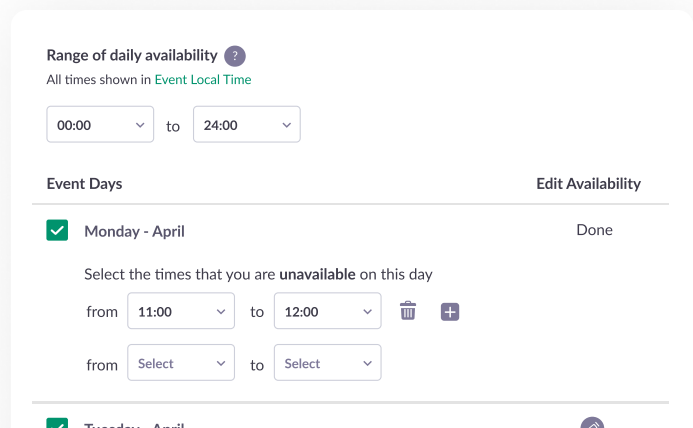 Range of daily availability ?
All times shown in Event Local Time
00:00 to 24:00
Event Days Edit Availability
Monday - April Done
Select the times that you are unavailable on this day
from 11:00 to 12:00
from Select to Select
Tuesday - April